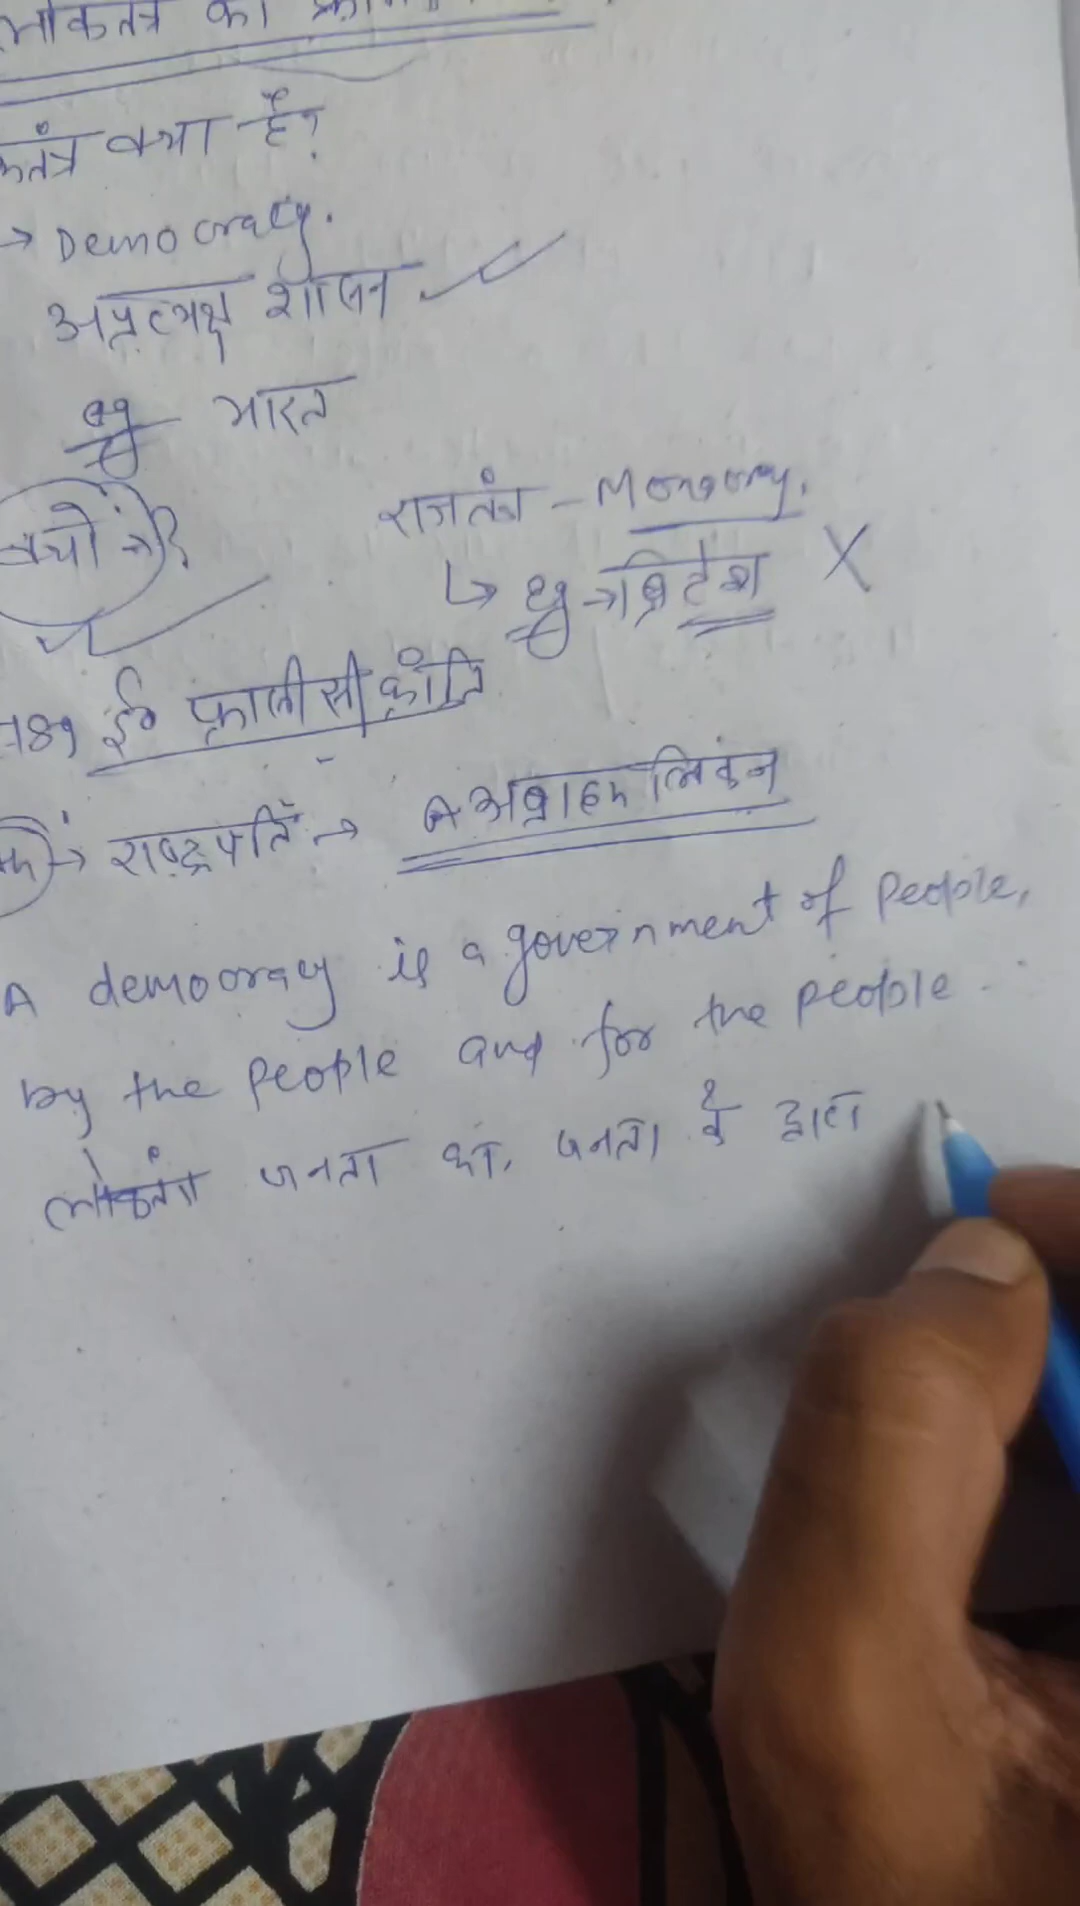 लोकतंत्र का
कतंत्र क्या है?
→ Democracy.
अप्रत्यक्ष शासन ✓
भारत
क्यों →?
राजतंत्र - Monarchy.
↳ → ब्रिटेश X
1789 ई० फ्रांसीसी क्रांति
→ राष्ट्रपति → अब्राहम लिंकन
A democracy is a government of people,
by the people and for the people.
लोकतंत्र जनता का, जनता के द्वारा